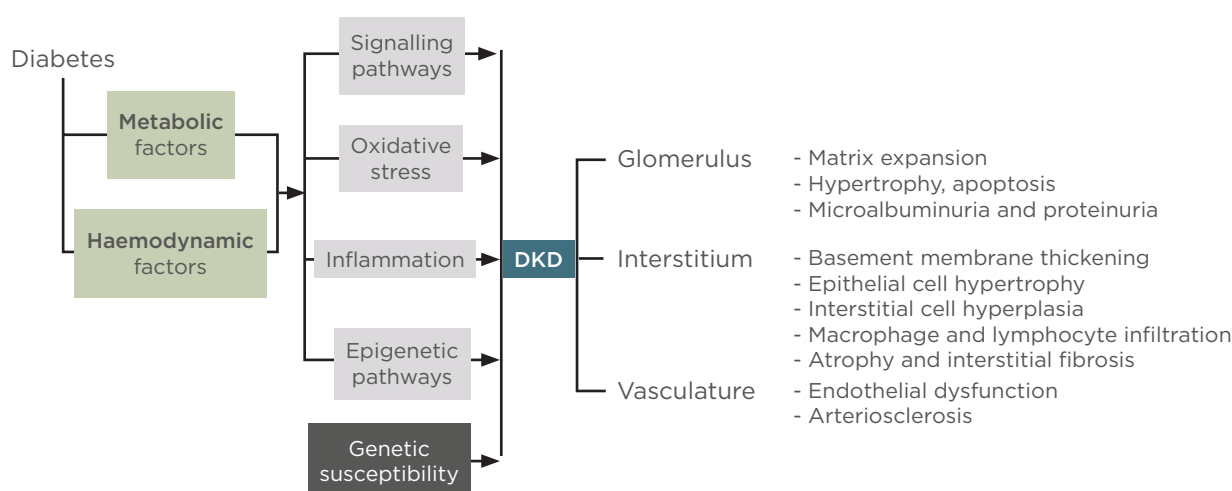 Diabetes
Metabolic
factors
Haemodynamic
factors
Signalling
pathways
Oxidative
stress
Inflammation
Epigenetic
pathways
Genetic
susceptibility
DKD
Glomerulus
- Matrix expansion
- Hypertrophy, apoptosis
- Microalbuminuria and proteinuria
Interstitium
- Basement membrane thickening
- Epithelial cell hypertrophy
- Interstitial cell hyperplasia
- Macrophage and lymphocyte infiltration
- Atrophy and interstitial fibrosis
Vasculature
- Endothelial dysfunction
- Arteriosclerosis